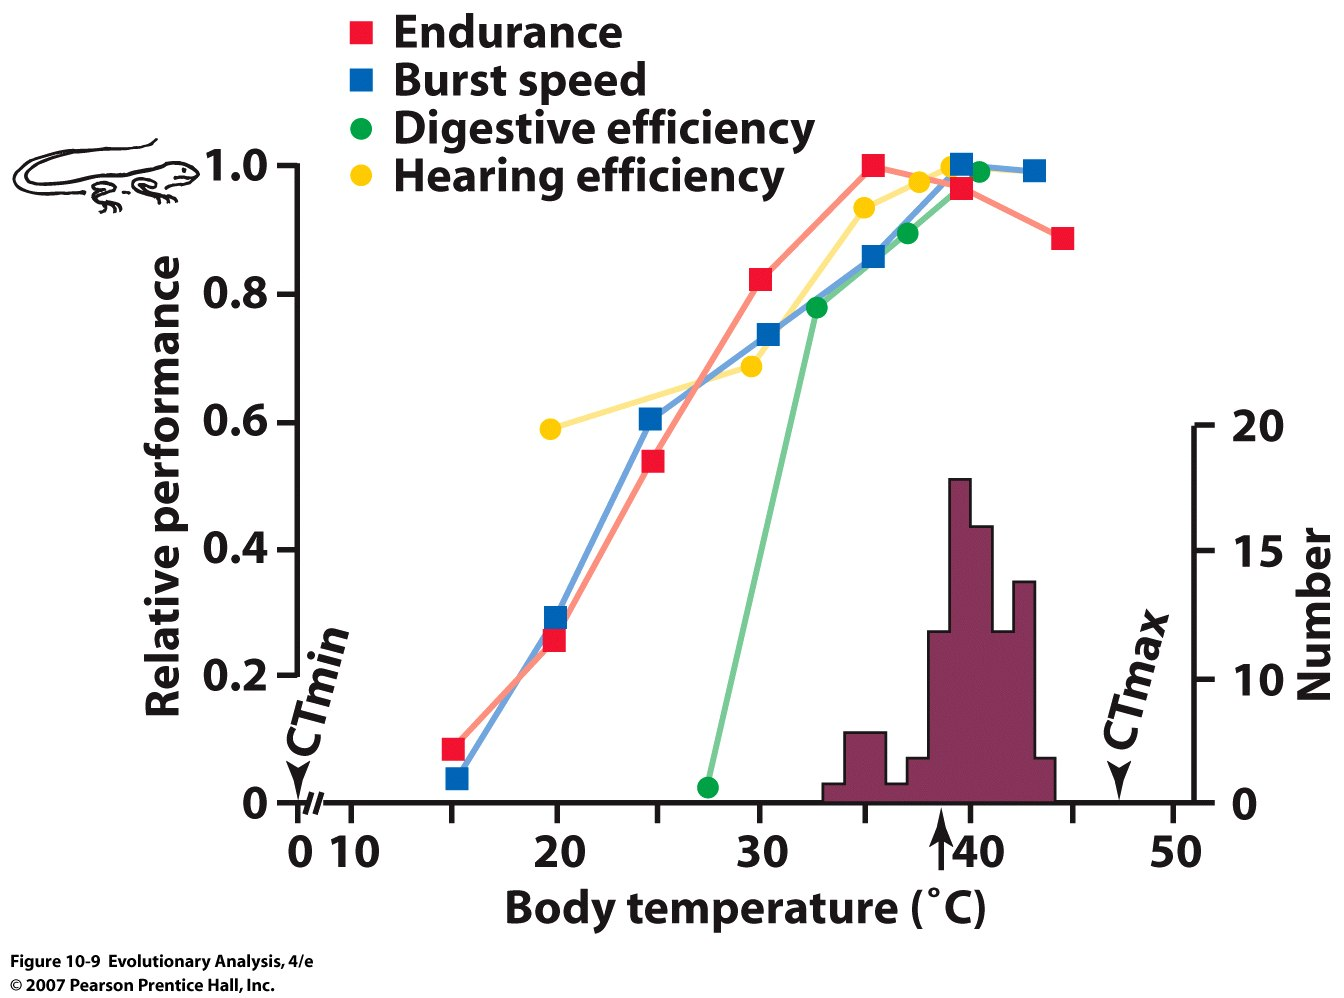 Endurance
Burst speed
Digestive efficiency
Hearing efficiency
Relative performance
1.0
0.8
0.6
0.4
0.2
0
CTmin
20
15
10
0
Number
CTmax
0 10 20 30 40 50
Body temperature (˚C)
Figure 10-9 Evolutionary Analysis, 4/e
© 2007 Pearson Prentice Hall, Inc.